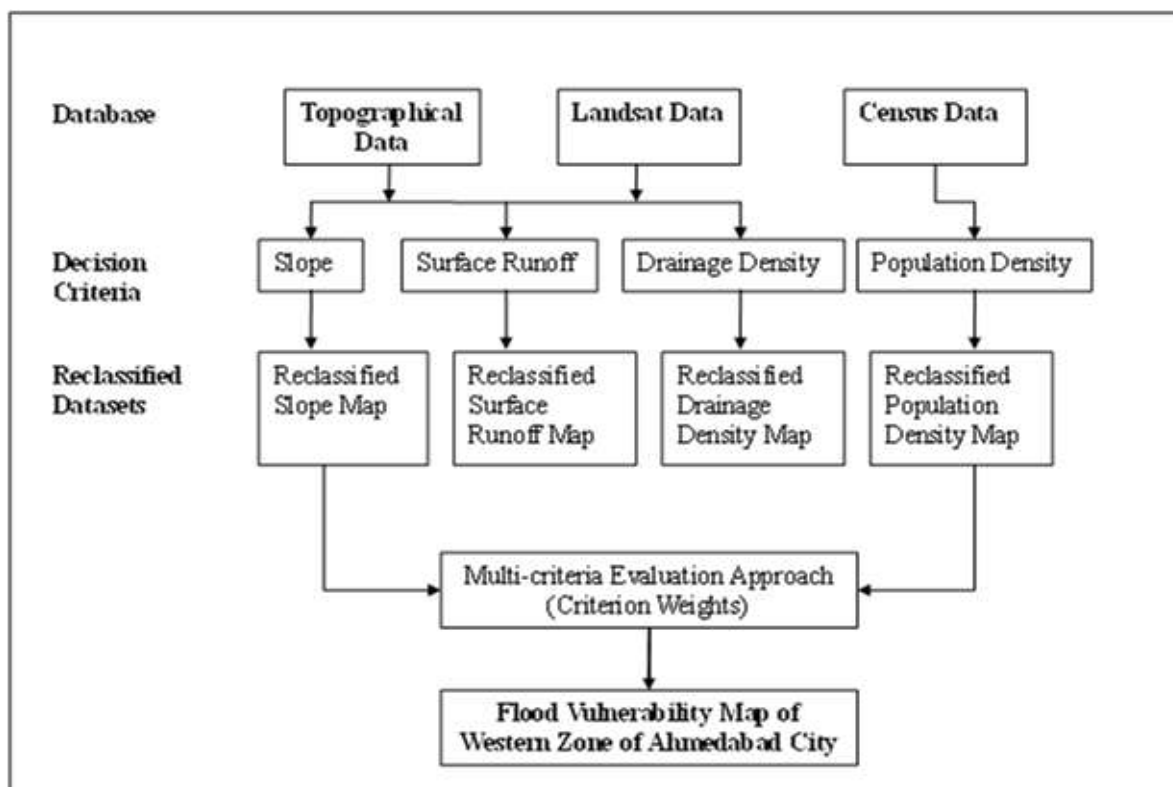 Database
Topographical
Data
Landsat Data
Census Data
Decision
Criteria
Slope
Surface Runoff
Drainage Density
Population Density
Reclassified
Datasets
Reclassified
Slope Map
Reclassified
Surface
Runoff Map
Reclassified
Drainage
Density Map
Reclassified
Population
Density Map
Multi-criteria Evaluation Approach
(Criterion Weights)
Flood Vulnerability Map of
Western Zone of Ahmedabad City